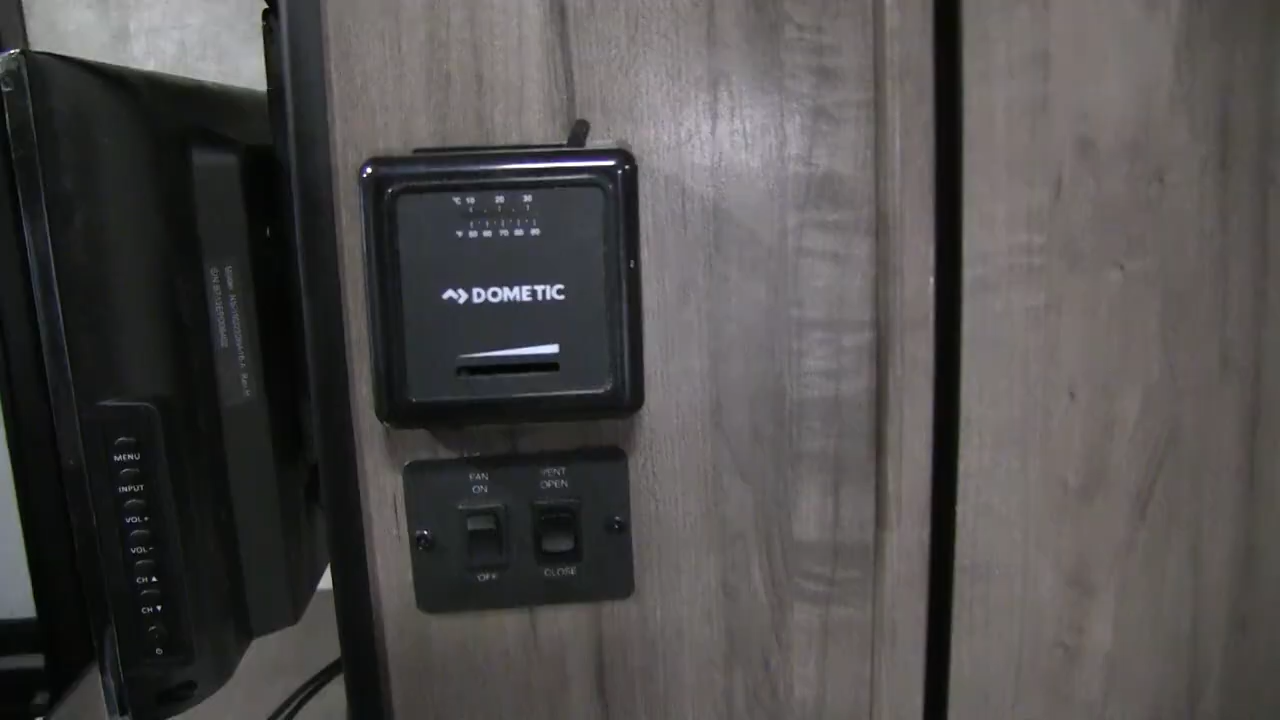 °C 10 20 30
°F 50 60 70 80 90
DOMETIC
FAN
ON
VENT
OPEN
OFF
CLOSE
MENU
INPUT
VOL +
VOL -
CH ▲
CH ▼